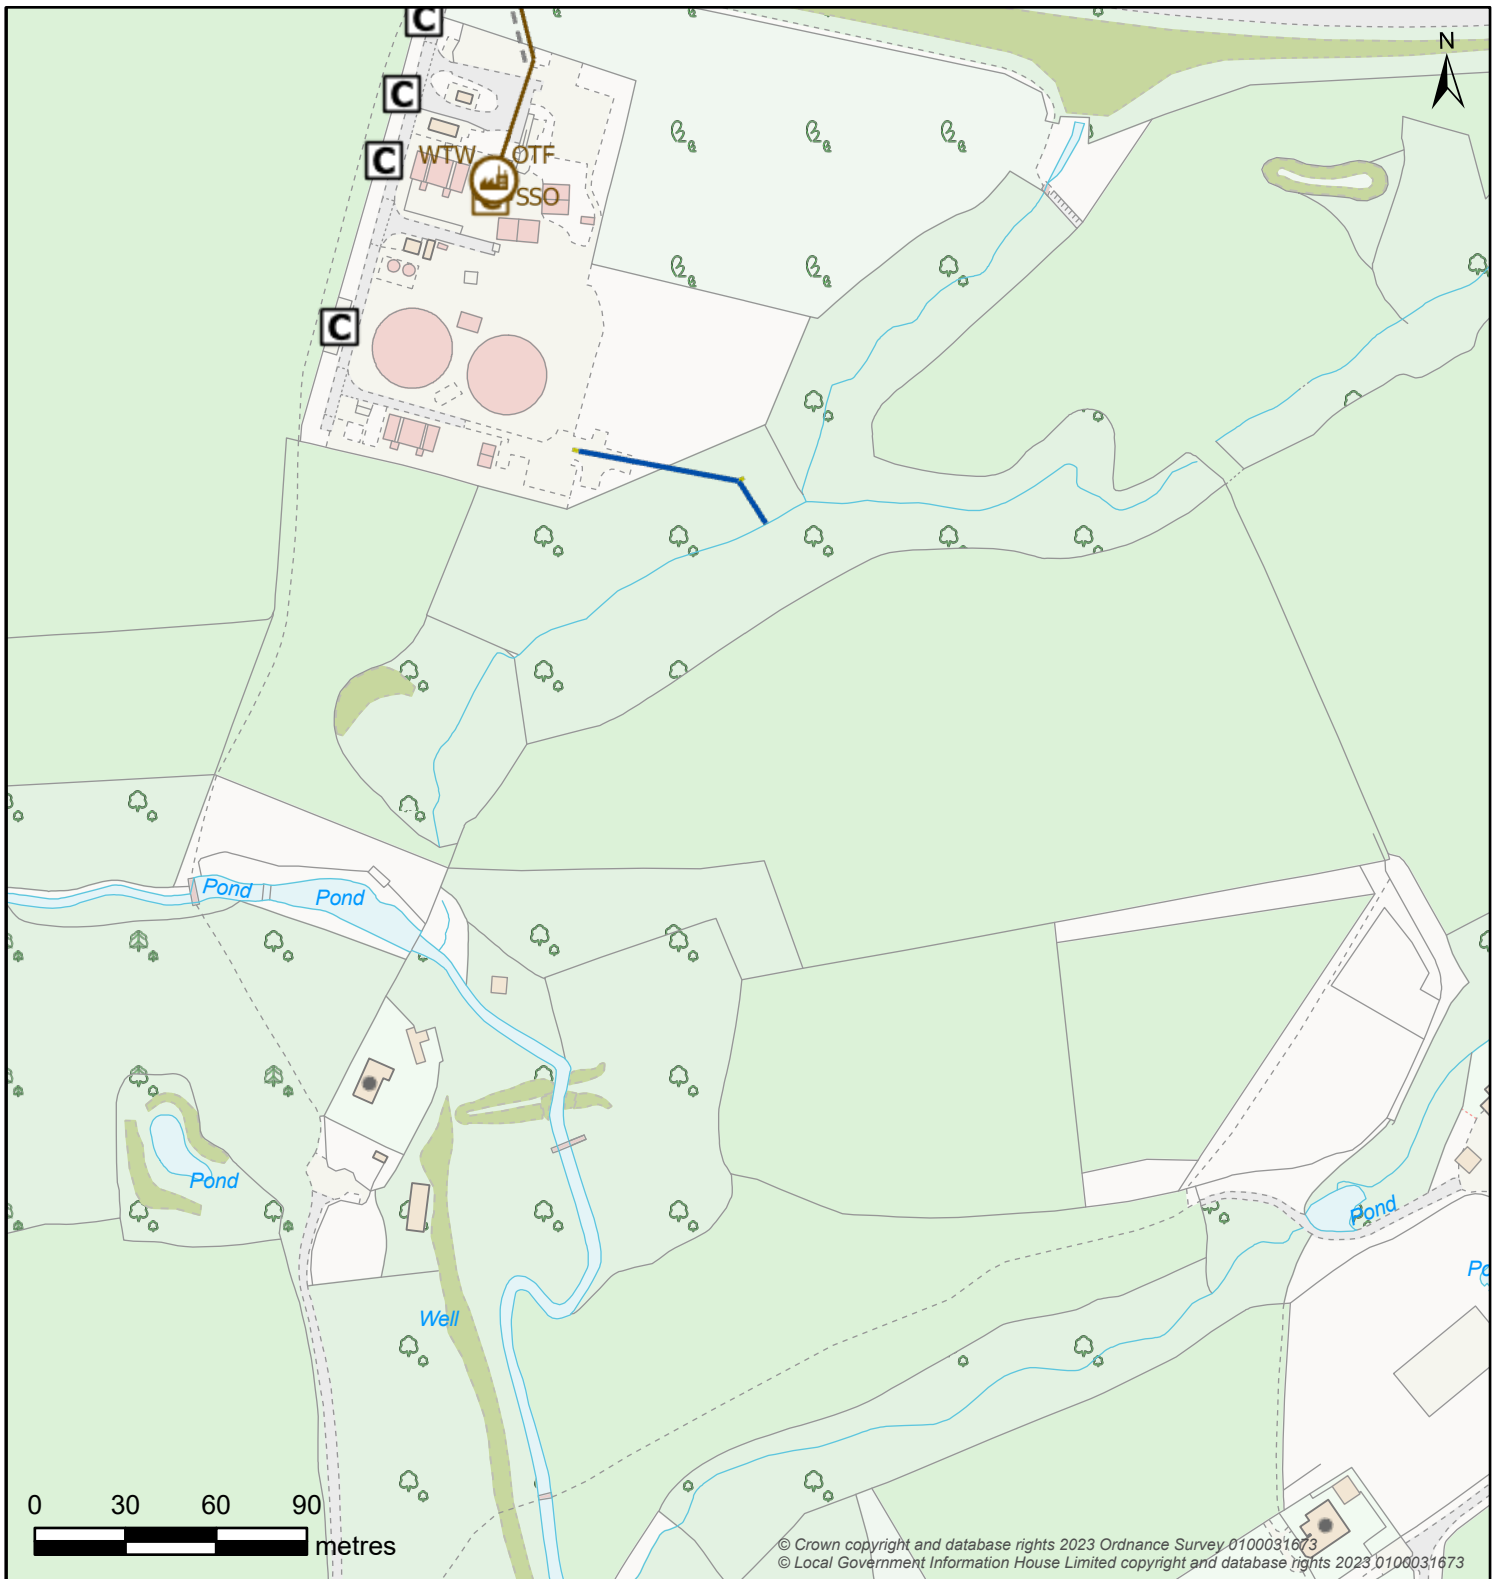 C
N
C
WTW OTF
C
SSO
C
Pond
Pond
Pond
Pond
Po
Well
0 30 60 90
metres
© Crown copyright and database rights 2023 Ordnance Survey 0100031673
© Local Government Information House Limited copyright and database rights 2023 0100031673